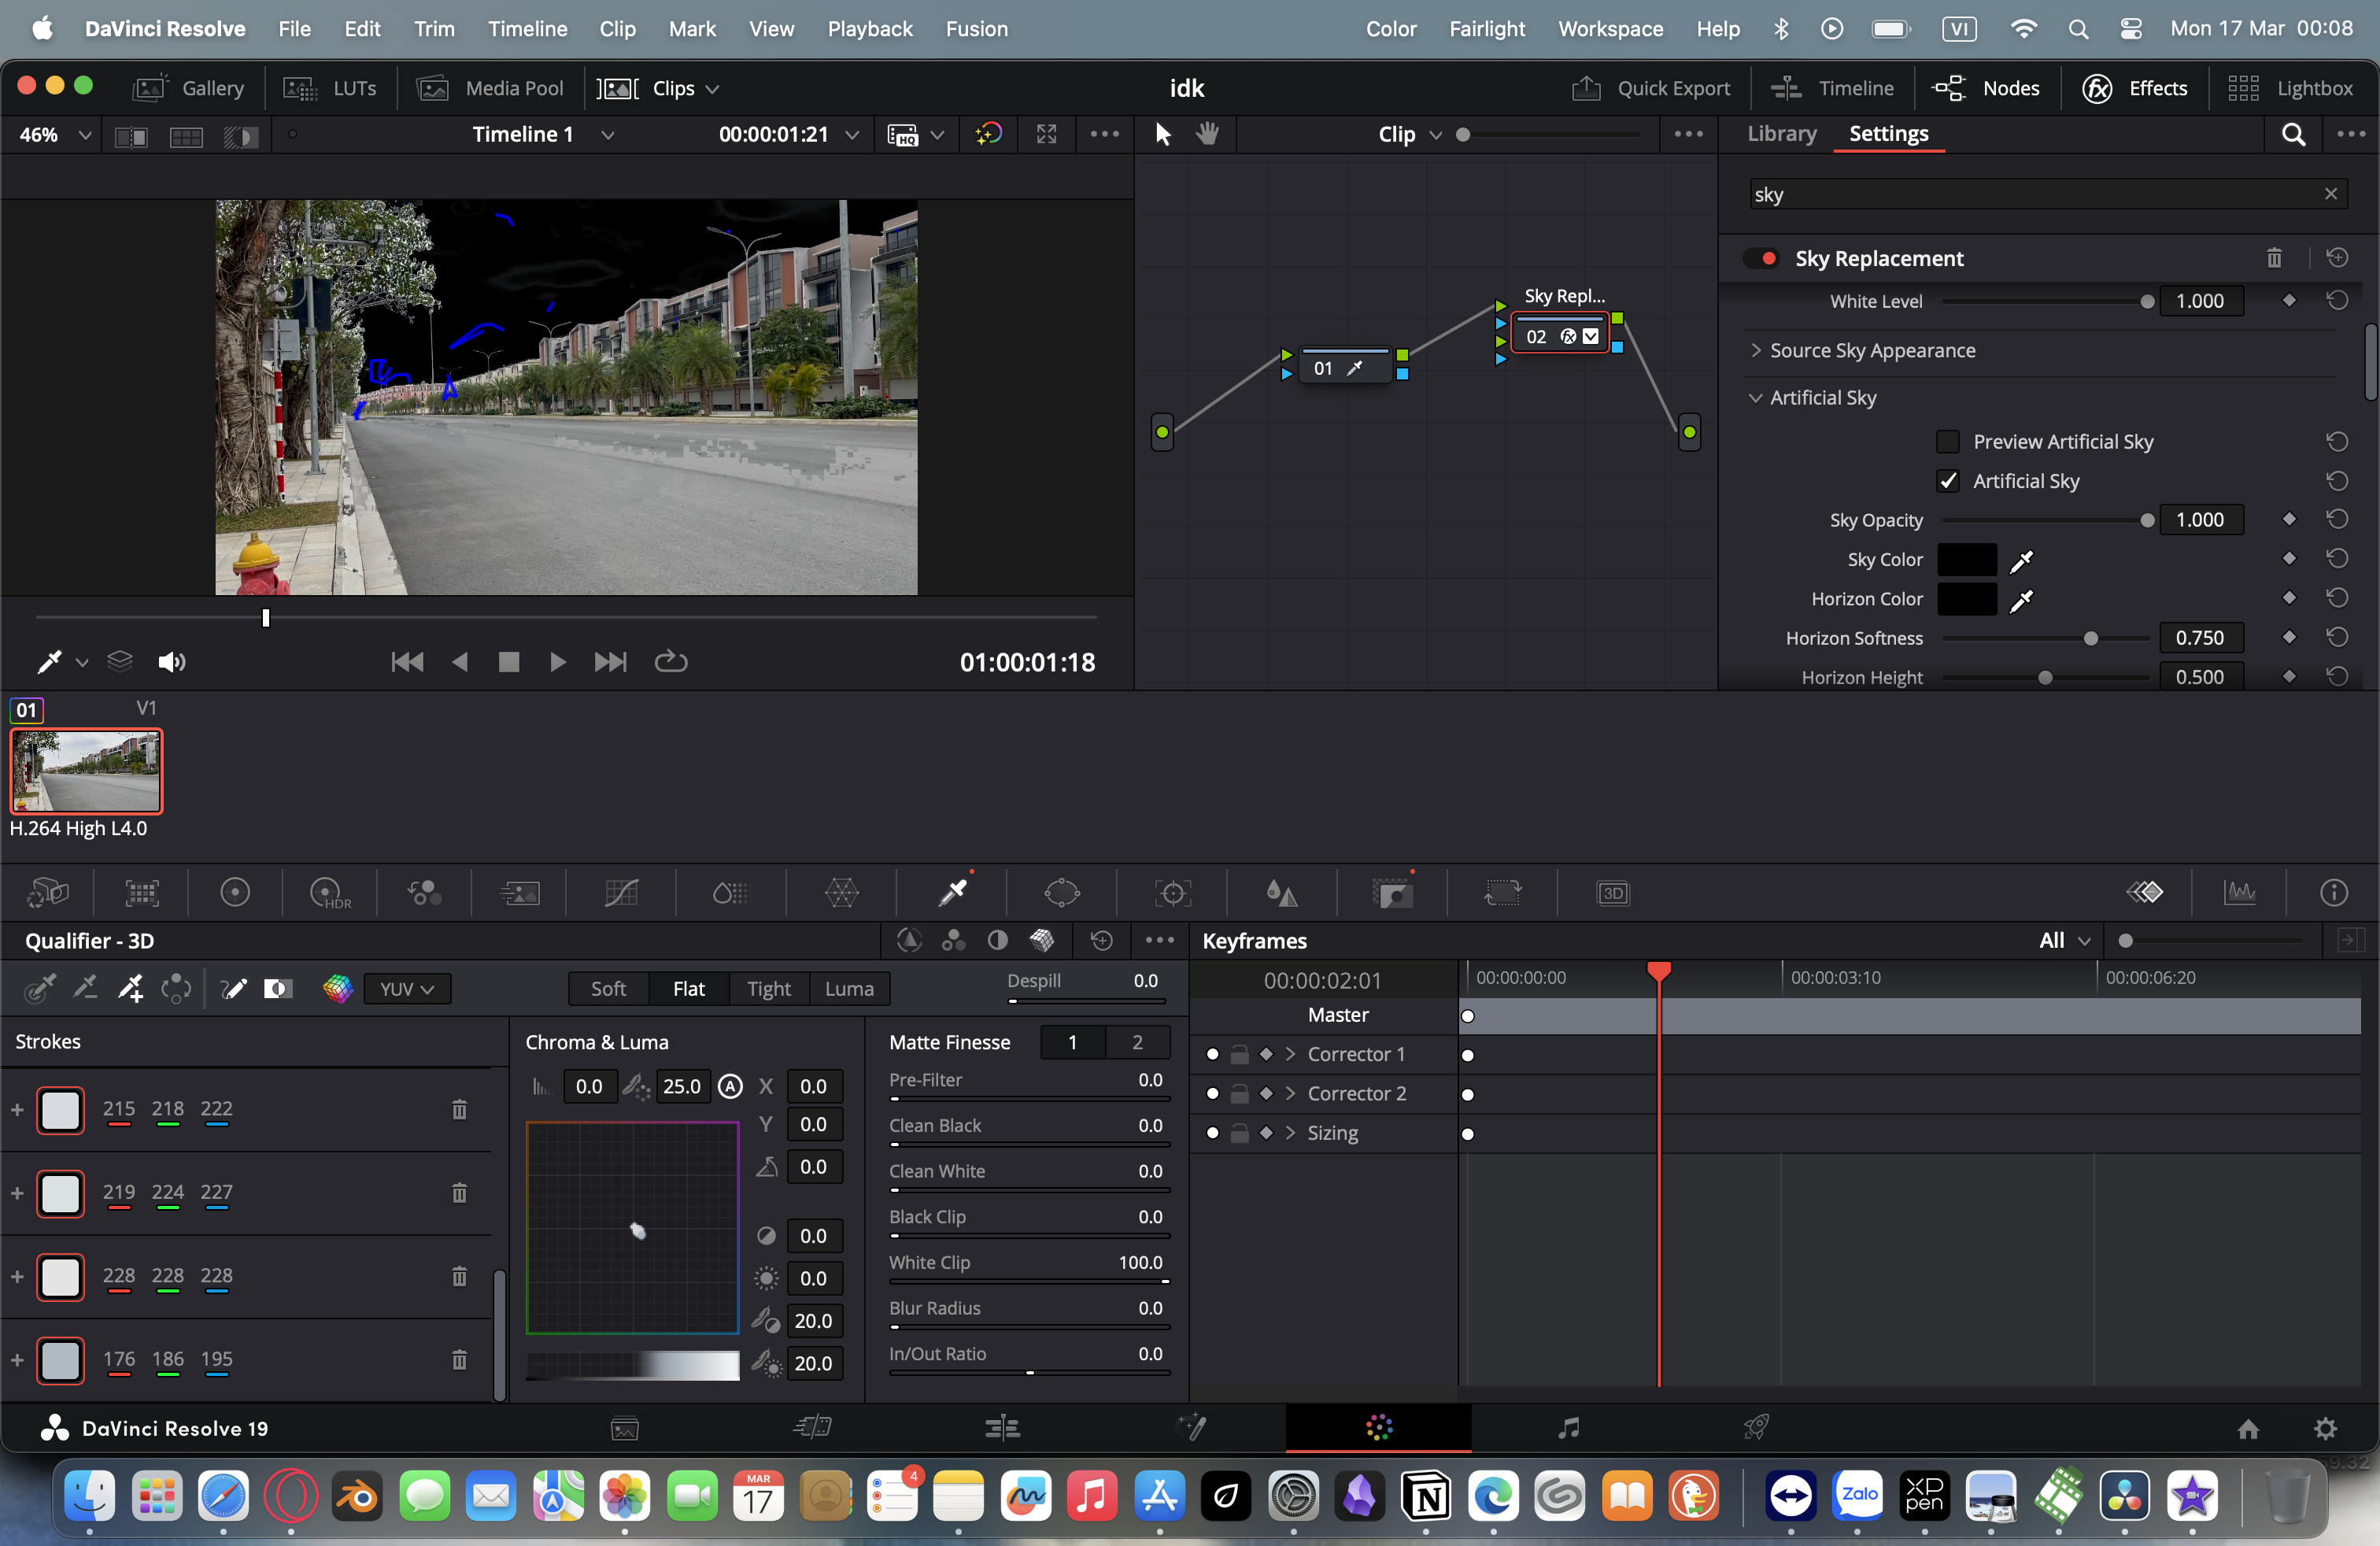 DaVinci Resolve File Edit Trim Timeline Clip Mark View Playback Fusion Color Fairlight Workspace Help VI Mon 17 Mar 00:08
Gallery LUTs Media Pool Clips idk Quick Export Timeline Nodes fx Effects Lightbox
46% Timeline 1 00:00:01:21 HQ Clip Library Settings
sky
Sky Replacement
White Level 1.000
Source Sky Appearance
Artificial Sky
Preview Artificial Sky
Artificial Sky
Sky Opacity 1.000
Sky Color
Horizon Color
Horizon Softness 0.750
Horizon Height 0.500
Sky Repl...
02 fx
01
01:00:01:18
01 V1
H.264 High L4.0
HDR
3D
Qualifier - 3D
YUV Soft Flat Tight Luma Despill 0.0
Strokes
215 218 222
219 224 227
228 228 228
176 186 195
Chroma & Luma
0.0 25.0 A X 0.0
Y 0.0
0.0
0.0
0.0
20.0
20.0
Matte Finesse 1 2
Pre-Filter 0.0
Clean Black 0.0
Clean White 0.0
Black Clip 0.0
White Clip 100.0
Blur Radius 0.0
In/Out Ratio 0.0
Keyframes All
00:00:02:01 00:00:00:00 00:00:03:10 00:00:06:20
Master
Corrector 1
Corrector 2
Sizing
DaVinci Resolve 19
MAR
17
4
N
Zalo
XP
pen